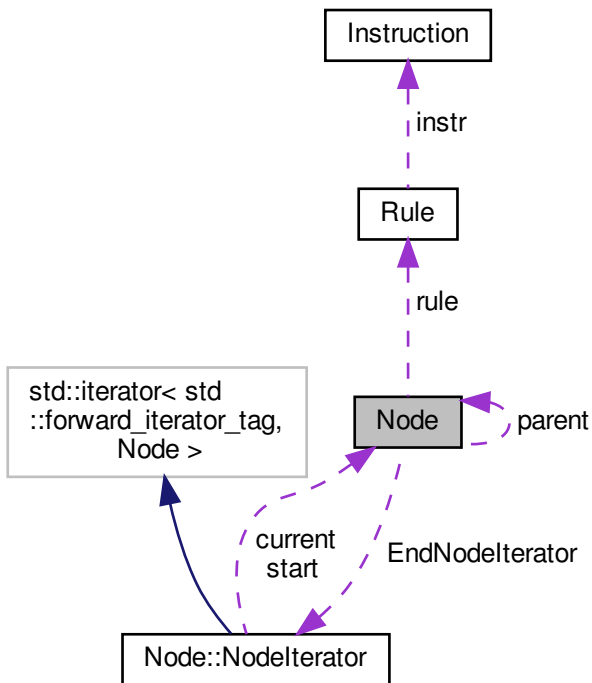 Instruction
instr
Rule
rule
std::iterator< std
::forward_iterator_tag,
Node >
Node
parent
current
start
EndNodeIterator
Node::NodeIterator